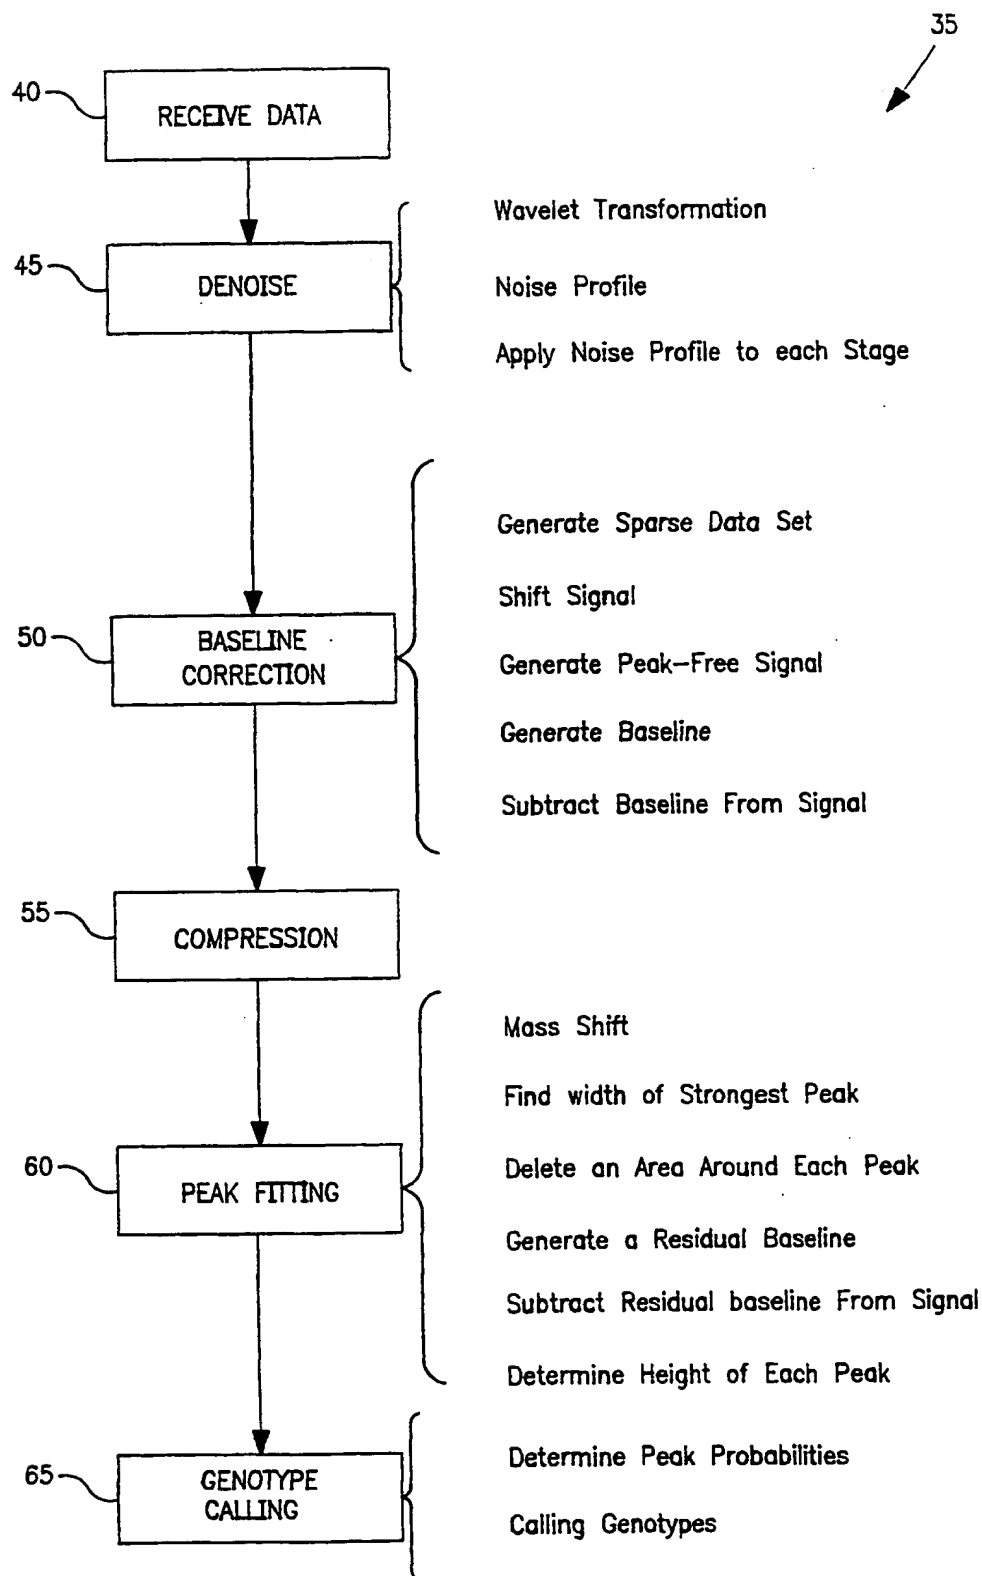 35
40
RECEIVE DATA
Wavelet Transformation
45
DENOISE
Noise Profile
Apply Noise Profile to each Stage
Generate Sparse Data Set
Shift Signal
50
BASELINE
CORRECTION
Generate Peak-Free Signal
Generate Baseline
Subtract Baseline From Signal
55
COMPRESSION
Mass Shift
Find width of Strongest Peak
60
PEAK FITTING
Delete an Area Around Each Peak
Generate a Residual Baseline
Subtract Residual baseline From Signal
Determine Height of Each Peak
65
GENOTYPE
CALLING
Determine Peak Probabilities
Calling Genotypes